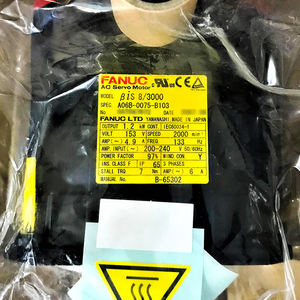 FANUC
AC Servo Motor
MODEL βiS 8/3000
SPEC. A06B-0075-B103
FANUC LTD YAMANASHI, MADE IN JAPAN
OUTPUT 1.2 kW CONT IEC60034-1
VOLT(~) 153 V SPEED 2000 min⁻¹
AMP(~) 4.9 A FREQ 133 Hz
AMP.INPUT(~) 200-240 V 50/60Hz
POWER FACTOR 97% WIND CON. Y
INS.CLASS F IP 65 3 PHASES
STALL TRQ 7 Nm AMP(~) 6 A
MANUAL No. B-65302